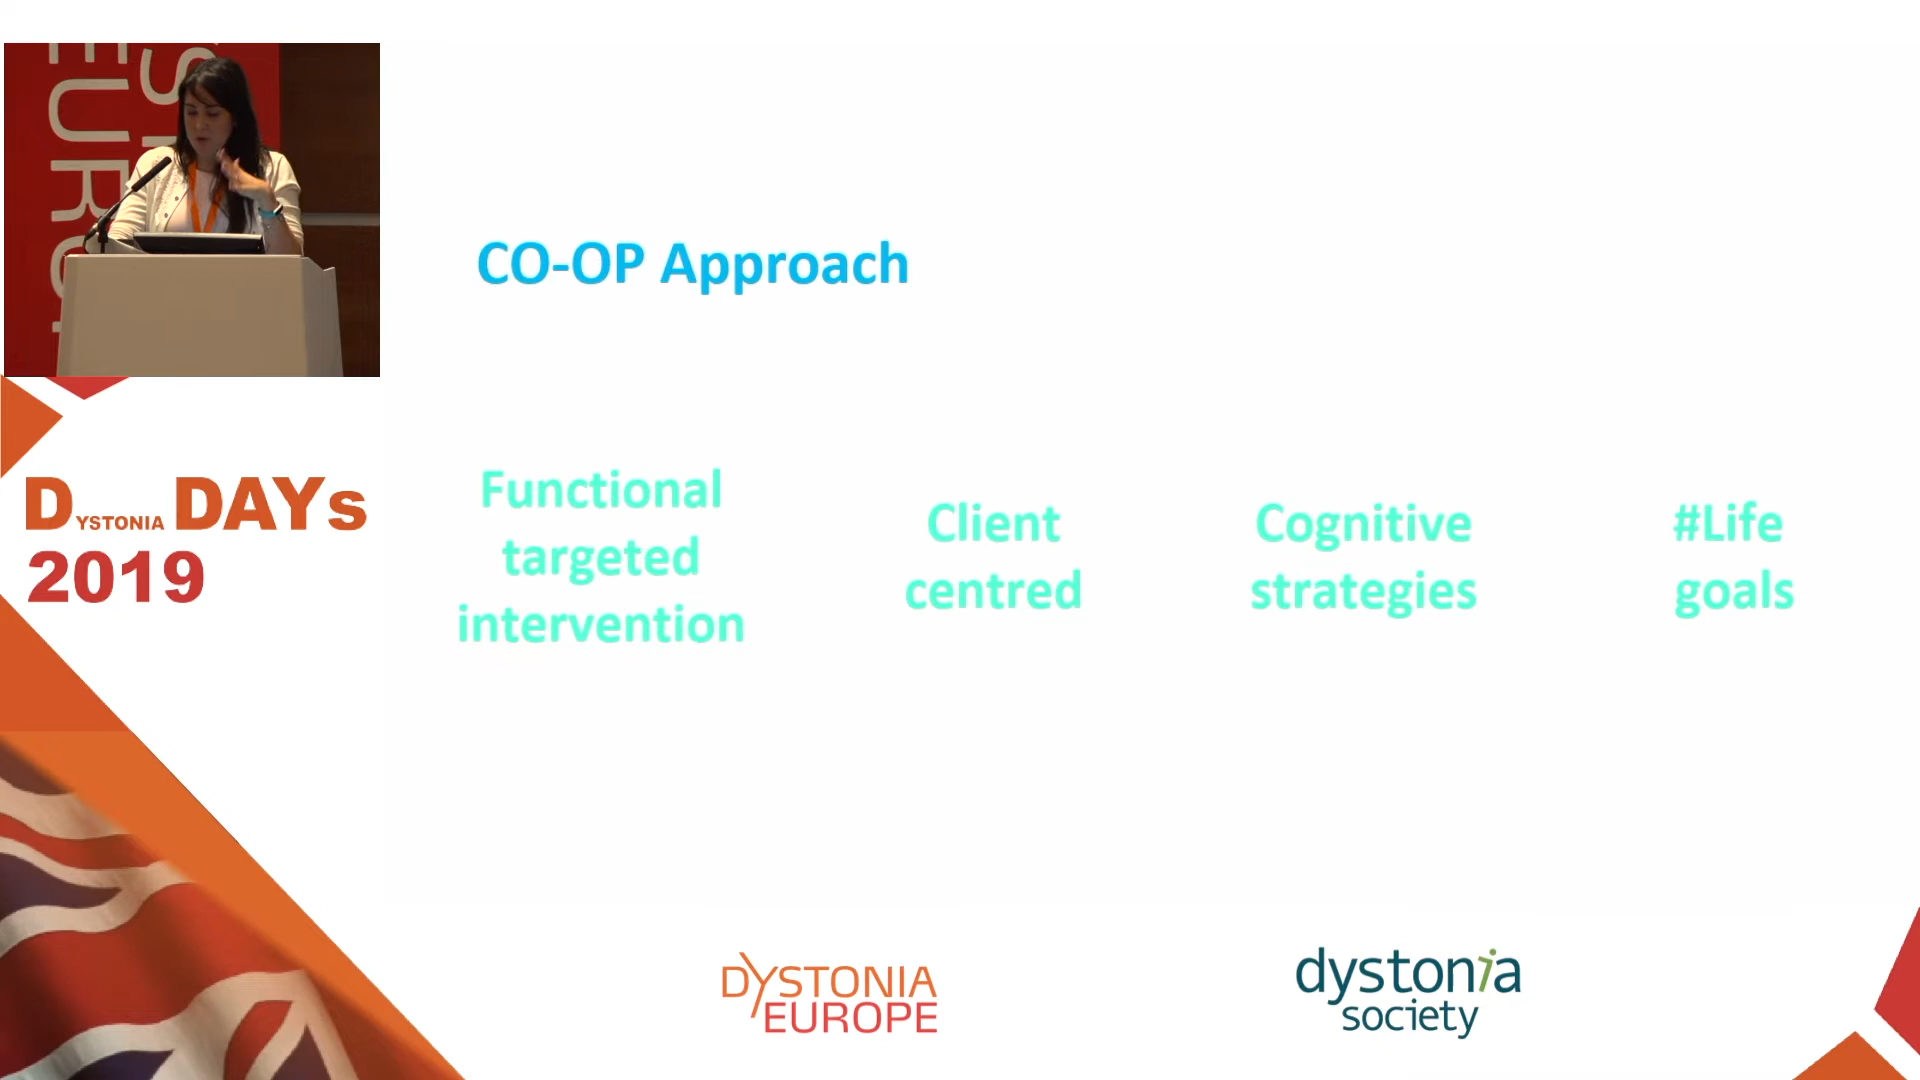 EURO
CO-OP Approach
Functional
targeted
intervention
Client
centred
Cognitive
strategies
#Life
goals
DYSTONIA DAYs
2019
DYSTONIA
EUROPE
dystonia
society